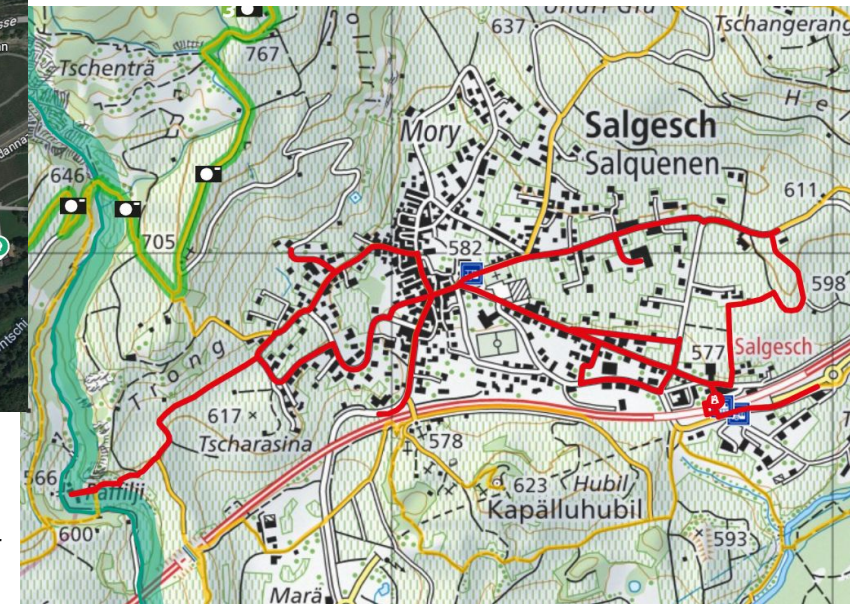 637
Tschangerang
767
Tschenträ
Mory
Salgesch
Salquenen
646
611
582
705
598
577
Salgesch
Trong
617
Tscharasina
578
566
623
Hubil
Kapälluhubil
600
593
Marä